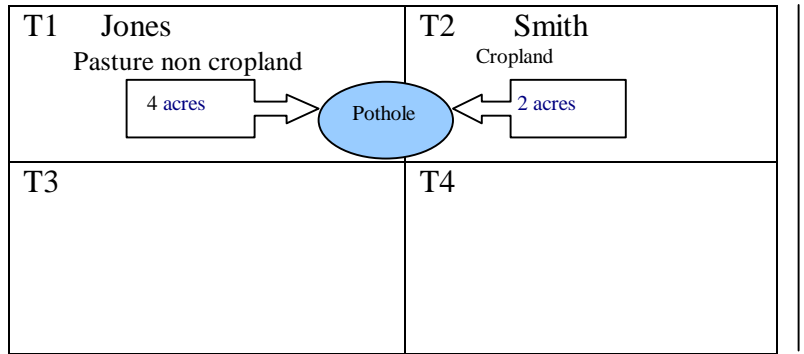 T1 Jones
Pasture non cropland
4 acres
Pothole
T2 Smith
Cropland
2 acres
T3
T4